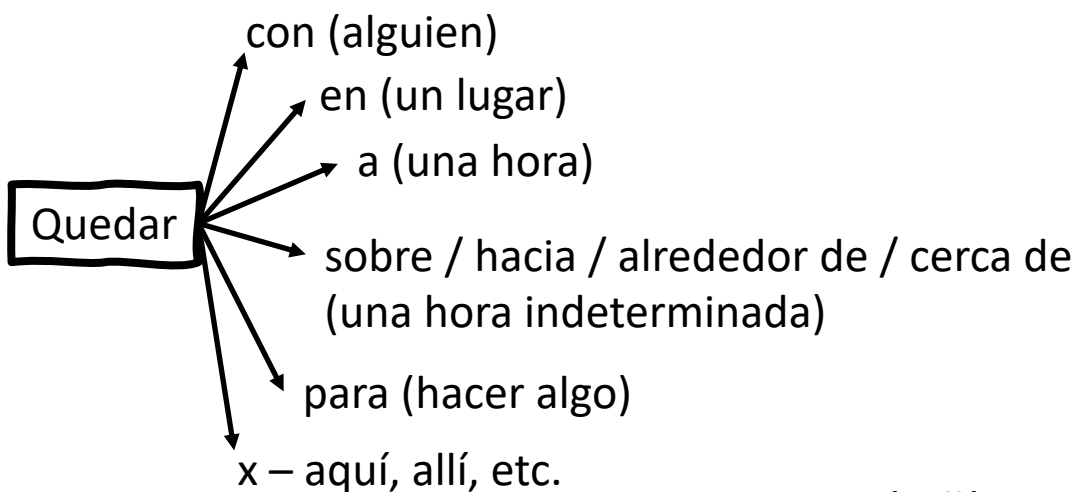 con (alguien)
en (un lugar)
a (una hora)
Quedar
sobre / hacia / alrededor de / cerca de
(una hora indeterminada)
para (hacer algo)
x – aquí, allí, etc.